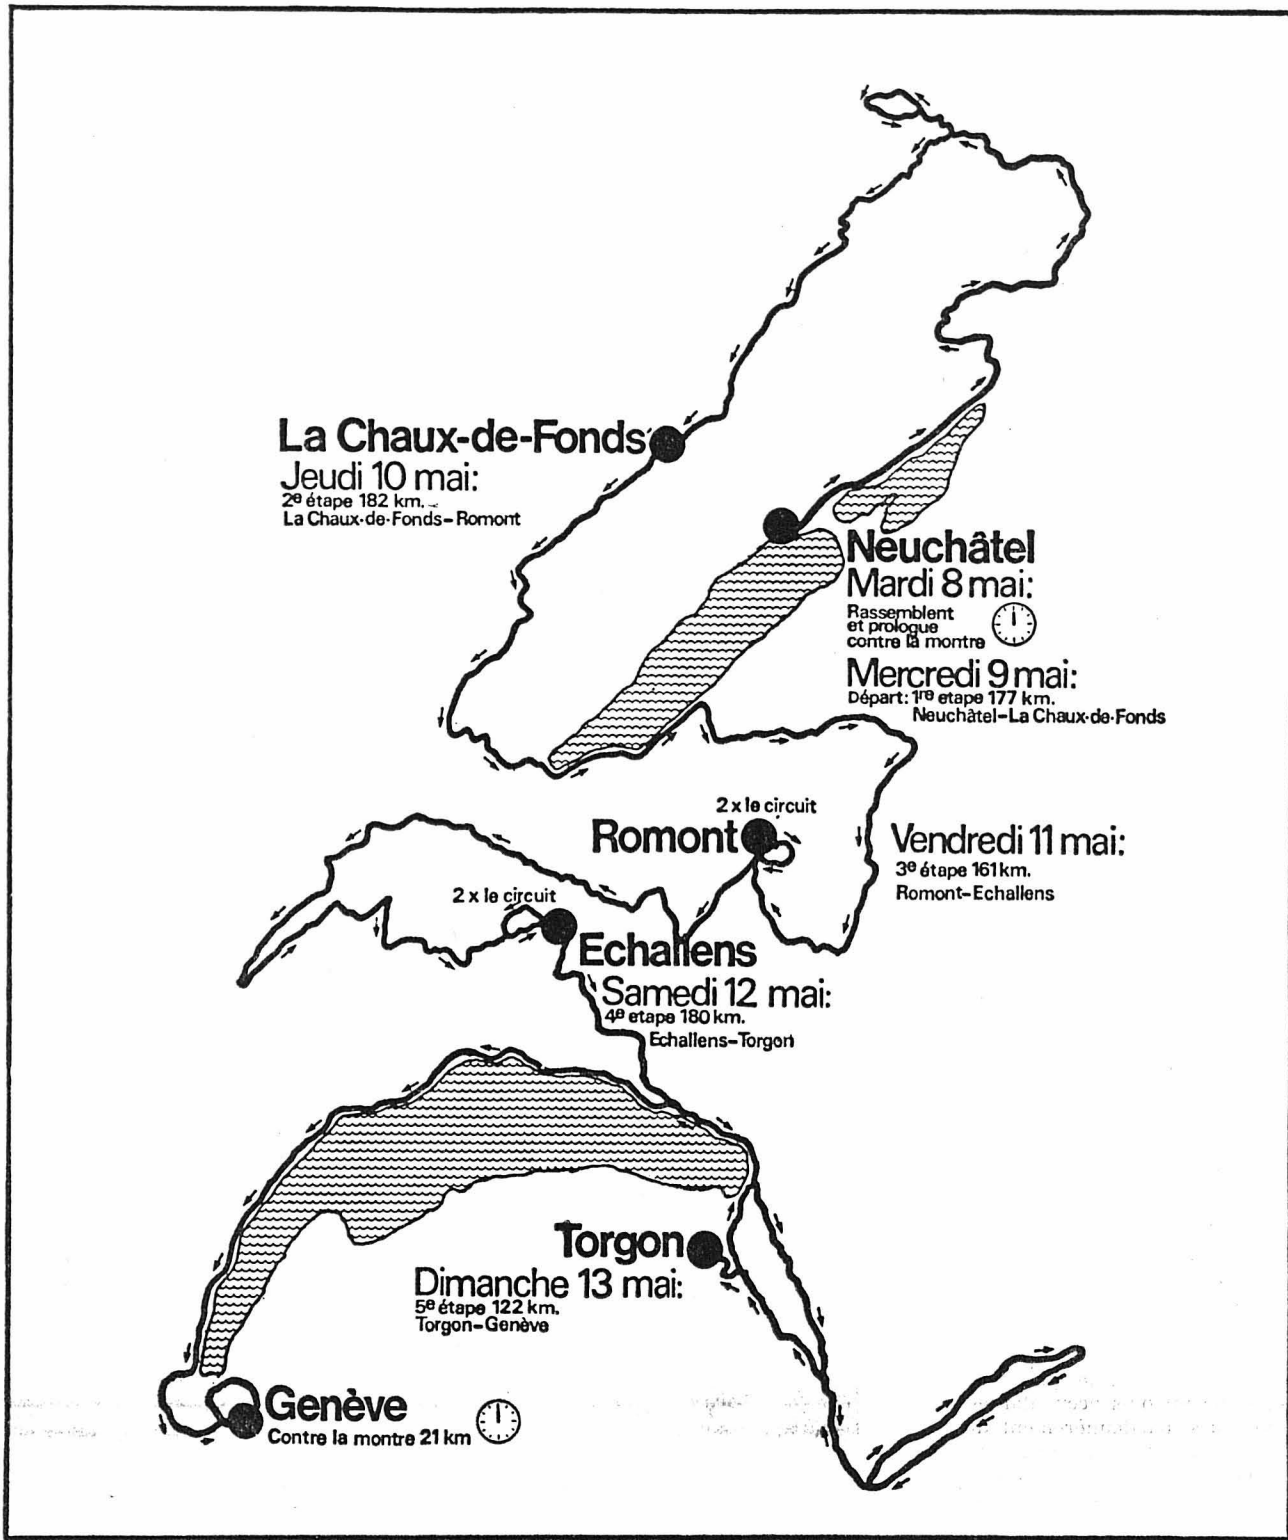 La Chaux-de-Fonds
Jeudi 10 mai:
2e étape 182 km.
La Chaux-de-Fonds-Romont
Neuchâtel
Mardi 8 mai:
Rassemblent
et prologue
contre la montre
Mercredi 9 mai:
Départ: 1re etape 177 km.
Neuchâtel-La Chaux-de-Fonds
2 x le circuit
Romont
Vendredi 11 mai:
3e étape 161 km.
Romont-Echallens
2 x le circuit
Echallens
Samedi 12 mai:
4e etape 180 km.
Echallens-Torgon
Torgon
Dimanche 13 mai:
5e étape 122 km.
Torgon-Genève
Genève
Contre la montre 21 km